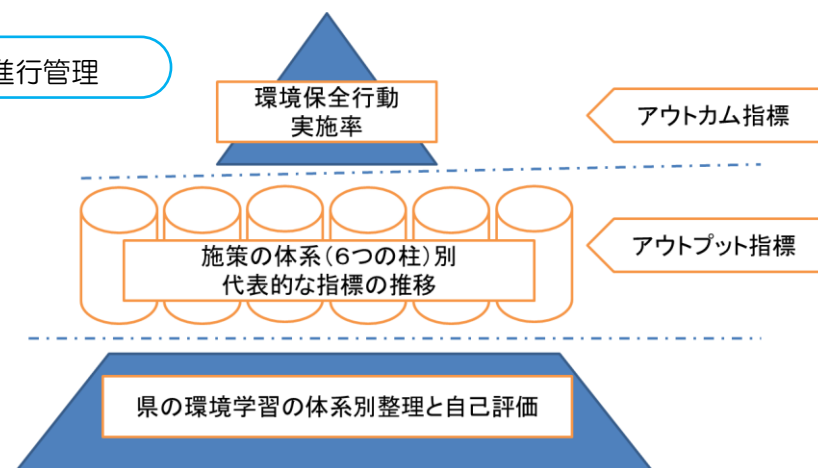 進行管理
環境保全行動
実施率
アウトカム指標
施策の体系（６つの柱）別
代表的な指標の推移
アウトプット指標
県の環境学習の体系別整理と自己評価